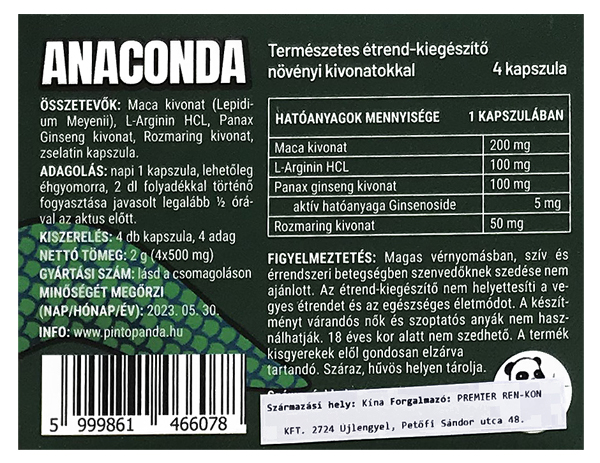 ANACONDA
Természetes étrend-kiegészítő
növényi kivonatokkal 4 kapszula
ÖSSZETEVŐK: Maca kivonat (Lepidi-
um Meyenii), L-Arginin HCL, Panax
Ginseng kivonat, Rozmaring kivonat,
zselatin kapszula.
ADAGOLÁS: napi 1 kapszula, lehetőleg
éhgyomorra, 2 dl folyadékkal történő
fogyasztása javasolt legalább ½ órá-
val az aktus előtt.
KISZERELÉS: 4 db kapszula, 4 adag
NETTÓ TÖMEG: 2 g (4x500 mg)
GYÁRTÁSI SZÁM: lásd a csomagoláson
MINŐSÉGÉT MEGŐRZI
(NAP/HÓNAP/ÉV): 2023. 05. 30.
INFO: www.pintopanda.hu
5 999861 466078
HATÓANYAGOK MENNYISÉGE 1 KAPSZULÁBAN
Maca kivonat 200 mg
L-Arginin HCL 100 mg
Panax ginseng kivonat 100 mg
aktív hatóanyaga Ginsenoside 5 mg
Rozmaring kivonat 50 mg
FIGYELMEZTETÉS: Magas vérnyomásban, szív és
érrendszeri betegségben szenvedőknek szedése nem
ajánlott. Az étrend-kiegészítő nem helyettesíti a ve-
gyes étrendet és az egészséges életmódot. A készít-
ményt várandós nők és szoptatós anyák nem hasz-
nálhatják. 18 éves kor alatt nem szedhető. A termék
kisgyerekek elől gondosan elzárva
tartandó. Száraz, hűvös helyen tárolja.
Származási hely: Kína Forgalmazó: PREMIER REN-KON
KFT. 2724 Újlengyel, Petőfi Sándor utca 48.